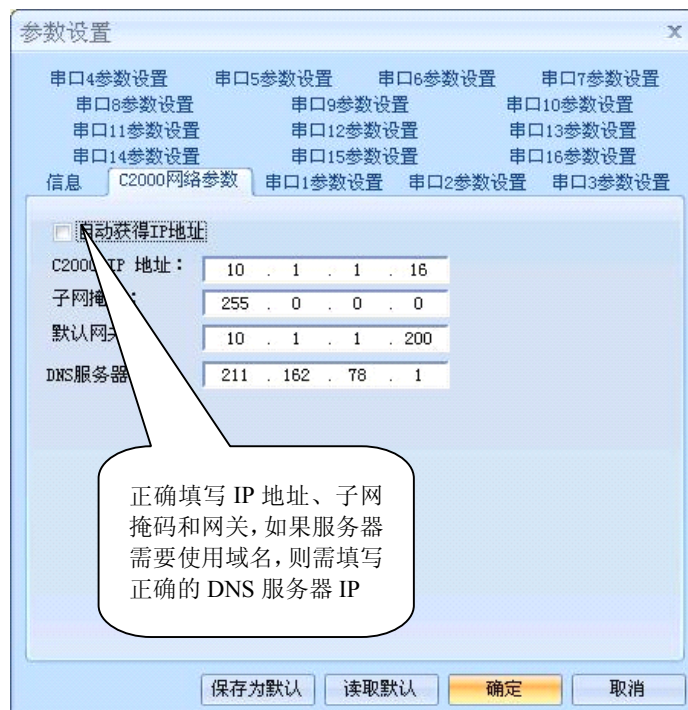 参数设置
串口4参数设置 串口5参数设置 串口6参数设置 串口7参数设置
串口8参数设置 串口9参数设置 串口10参数设置
串口11参数设置 串口12参数设置 串口13参数设置
串口14参数设置 串口15参数设置 串口16参数设置
信息 C2000网络参数 串口1参数设置 串口2参数设置 串口3参数设置
自动获得IP地址
C2000 IP 地址： 10 . 1 . 1 . 16
子网掩 : 255 . 0 . 0 . 0
默认网关 10 . 1 . 1 . 200
DNS服务器 211 . 162 . 78 . 1
正确填写 IP 地址、子网
掩码和网关，如果服务器
需要使用域名，则需填写
正确的 DNS 服务器 IP
保存为默认 读取默认 确定 取消